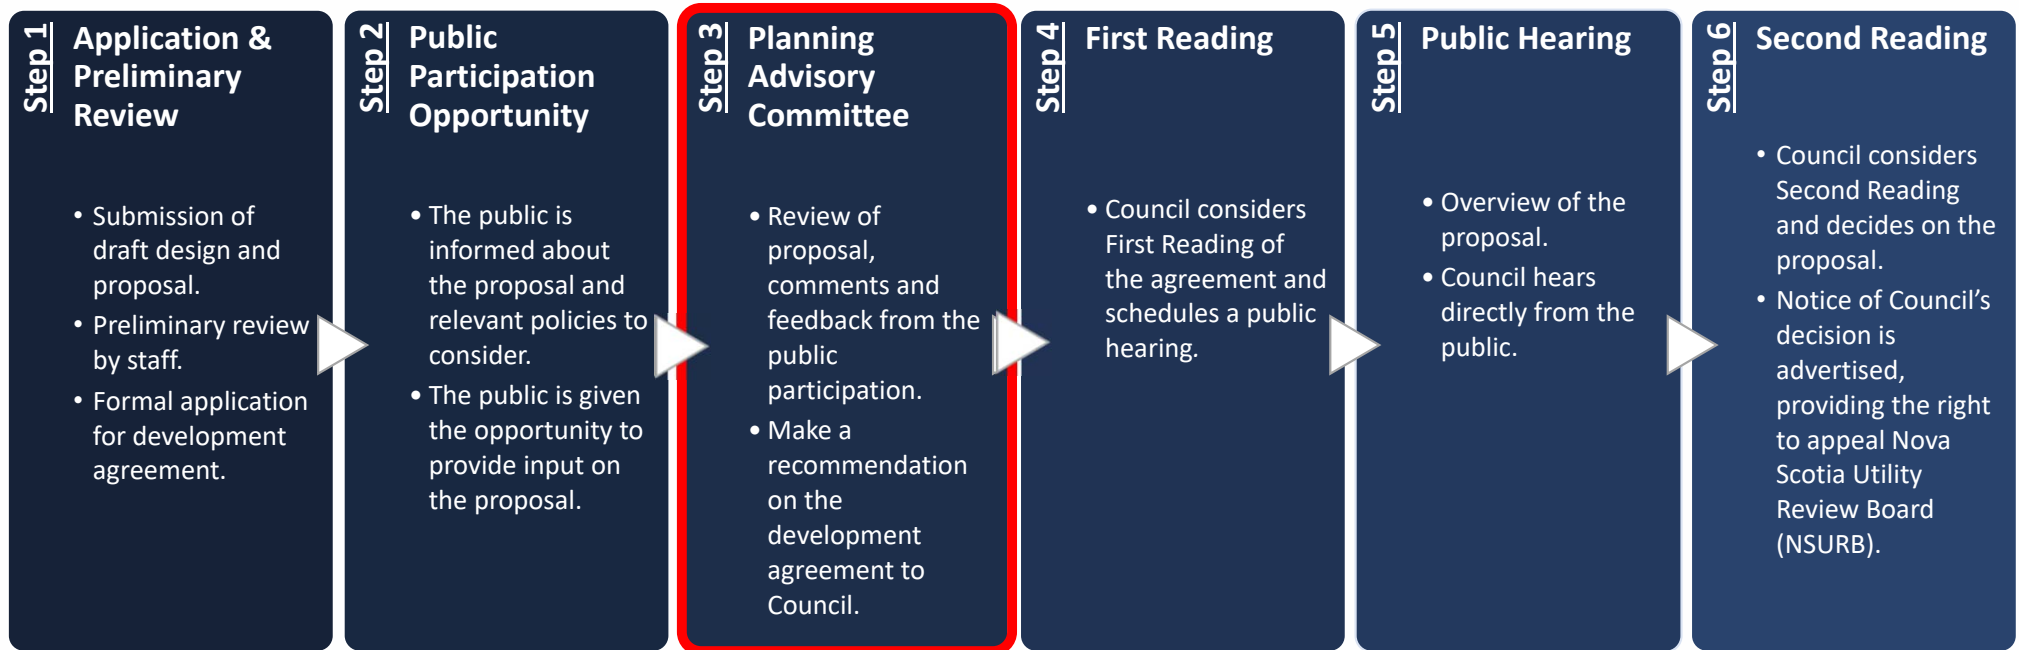 Step 1
Application &
Preliminary
Review
• Submission of
draft design and
proposal.
• Preliminary review
by staff.
• Formal application
for development
agreement.
Step 2
Public
Participation
Opportunity
• The public is
informed about
the proposal and
relevant policies to
consider.
• The public is given
the opportunity to
provide input on
the proposal.
Step 3
Planning
Advisory
Committee
• Review of
proposal,
comments and
feedback from the
public
participation.
• Make a
recommendation
on the
development
agreement to
Council.
Step 4
First Reading
• Council considers
First Reading of
the agreement and
schedules a public
hearing.
Step 5
Public Hearing
• Overview of the
proposal.
• Council hears
directly from the
public.
Step 6
Second Reading
• Council considers
Second Reading
and decides on the
proposal.
• Notice of Council’s
decision is
advertised,
providing the right
to appeal Nova
Scotia Utility
Review Board
(NSURB).